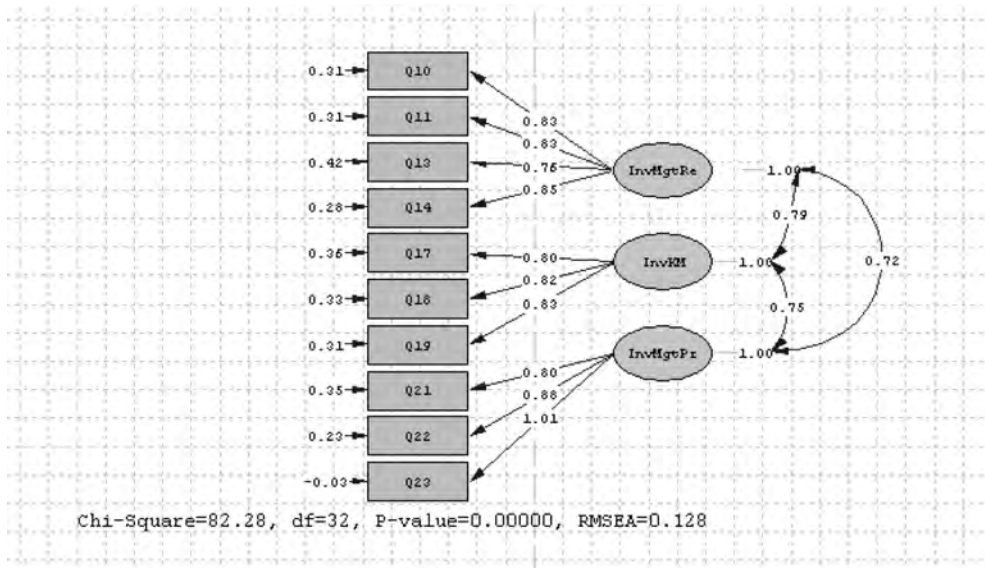 0.31 Q10
0.31 Q11
0.42 Q13
0.28 Q14
0.36 Q17
0.33 Q18
0.31 Q19
0.35 Q21
0.23 Q22
-0.03 Q23
0.83
0.83
0.76
0.85
0.80
0.82
0.83
0.80
0.88
1.01
InvMgtRe
InvKM
InvMgtPr
1.00
1.00
1.00
0.79
0.72
0.75
Chi-Square=82.28, df=32, P-value=0.00000, RMSEA=0.128